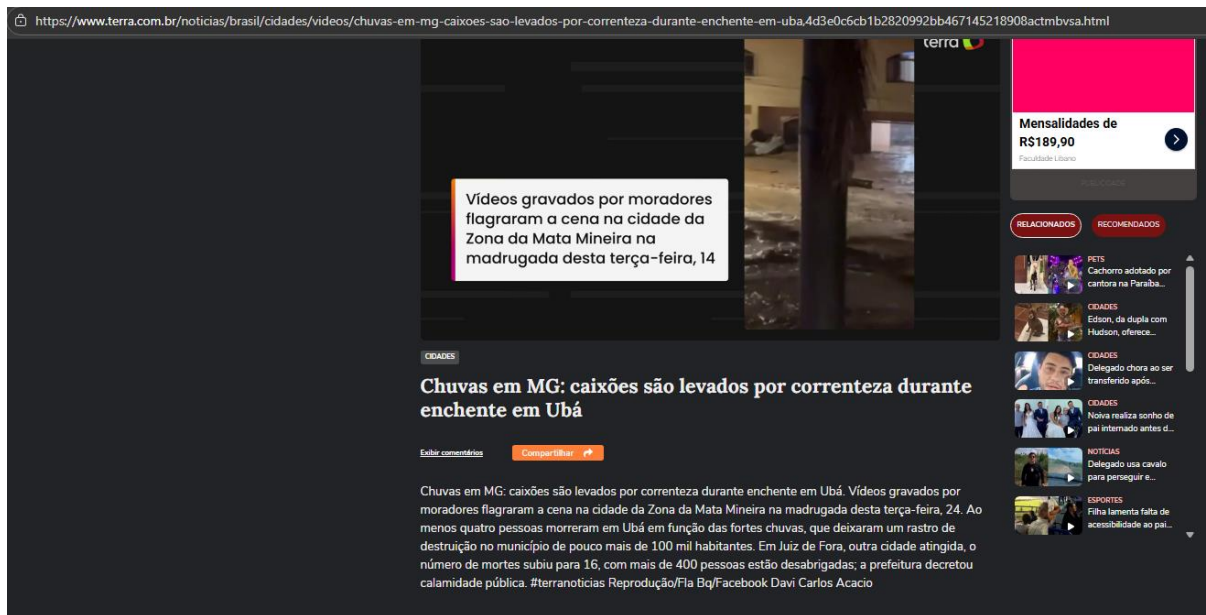 https://www.terra.com.br/noticias/brasil/cidades/videos/chuvas-em-mg-caixoes-sao-levados-por-correnteza-durante-enchente-em-uba,4d3e0c6cb1b2820992bb467145218908actmbvsa.html
terra
Vídeos gravados por moradores
flagraram a cena na cidade da
Zona da Mata Mineira na
madrugada desta terça-feira, 14
CIDADES
Chuvas em MG: caixões são levados por correnteza durante
enchente em Ubá
Exibir comentários
Compartilhar
Chuvas em MG: caixões são levados por correnteza durante enchente em Ubá. Vídeos gravados por
moradores flagraram a cena na cidade da Zona da Mata Mineira na madrugada desta terça-feira, 24. Ao
menos quatro pessoas morreram em Ubá em função das fortes chuvas, que deixaram um rastro de
destruição no município de pouco mais de 100 mil habitantes. Em Juiz de Fora, outra cidade atingida, o
número de mortes subiu para 16, com mais de 400 pessoas estão desabrigadas; a prefeitura decretou
calamidade pública. #terranoticias Reprodução/Fla Bq/Facebook Davi Carlos Acacio
Mensalidades de
R$189,90
Faculdade Líbano
PUBLICIDADE
RELACIONADOS
RECOMENDADOS
PETS
Cachorro adotado por
cantora na Paraíba...
CIDADES
Edson, da dupla com
Hudson, oferece...
CIDADES
Delegado chora ao ser
transferido após...
CIDADES
Noiva realiza sonho de
pai internado antes d...
NOTÍCIAS
Delegado usa cavalo
para perseguir e...
ESPORTES
Filha lamenta falta de
acessibilidade ao pai...